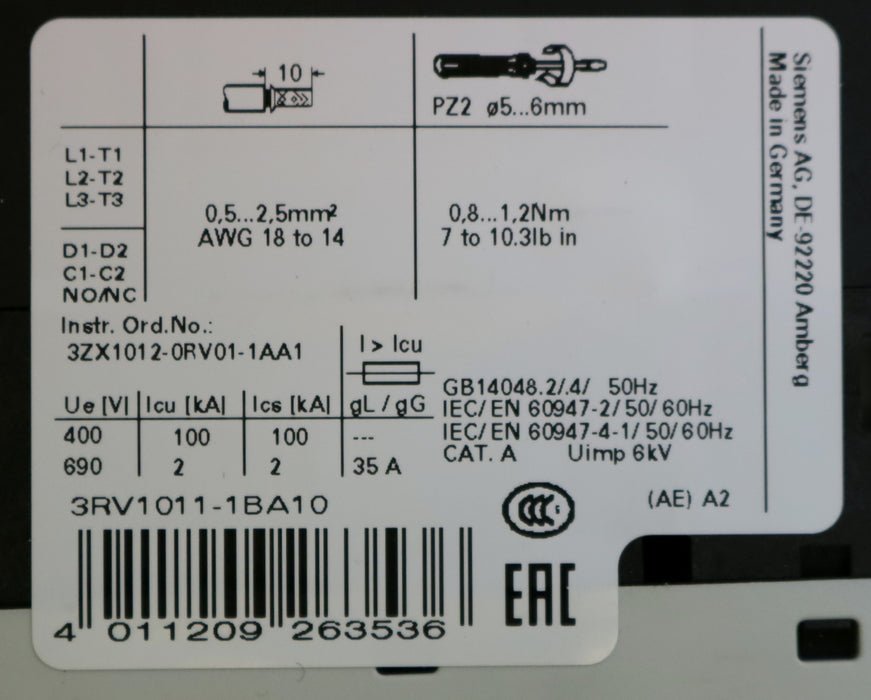 10
PZ2 ø5...6mm
L1-T1
L2-T2
L3-T3
0,5...2,5mm²
AWG 18 to 14
0,8...1,2Nm
7 to 10.3lb in
D1-D2
C1-C2
NO/NC
Instr. Ord.No.:
3ZX1012-0RV01-1AA1
I > Icu
Ue [V] Icu [kA] Ics [kA] gL / gG
400 100 100 ---
690 2 2 35 A
GB14048.2/.4/ 50Hz
IEC/ EN 60947-2/ 50/ 60Hz
IEC/ EN 60947-4-1/ 50/ 60Hz
CAT. A Uimp 6kV
3RV1011-1BA10
(AE) A2
CCC
EAC
4 011209 263536
Siemens AG, DE-92220 Amberg
Made in Germany